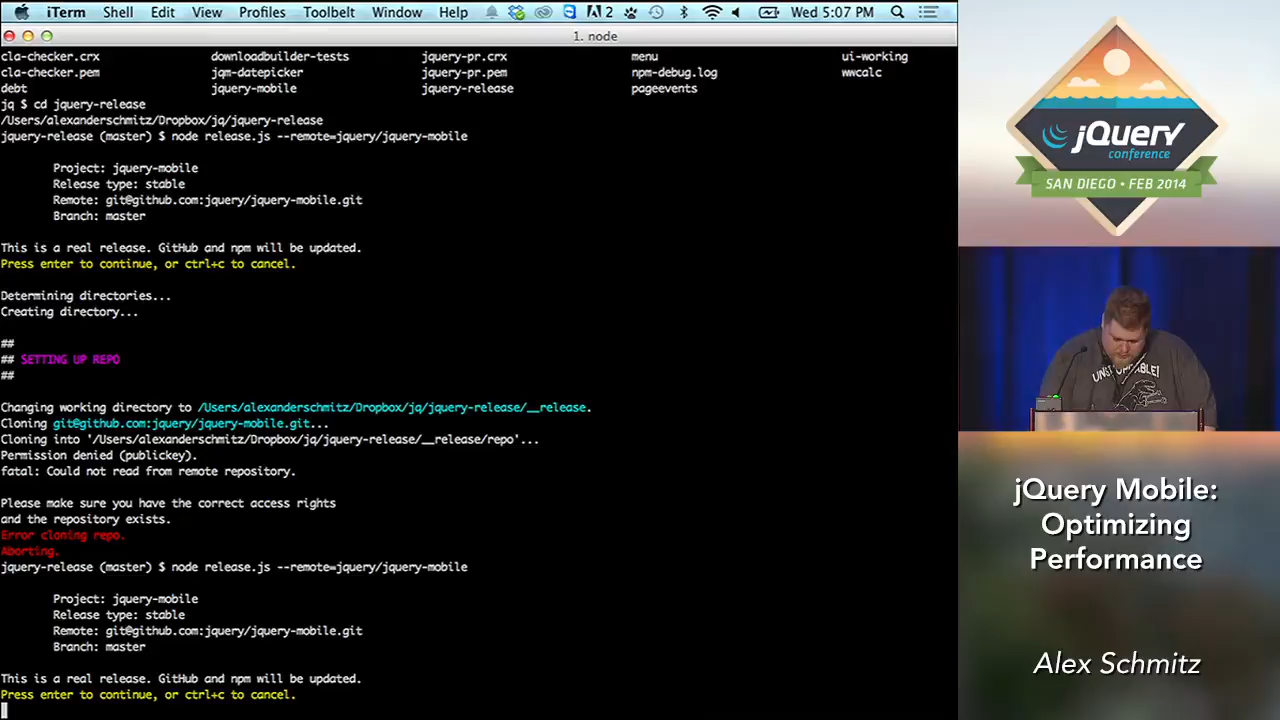 iTerm Shell Edit View Profiles Toolbelt Window Help 2 Wed 5:07 PM
1. node
cla-checker.crx downloadbuilder-tests jquery-pr.crx menu ui-working
cla-checker.pem jqm-datepicker jquery-pr.pem npm-debug.log wwcalc
debt jquery-mobile jquery-release pageevents
jq $ cd jquery-release
/Users/alexanderschmitz/Dropbox/jq/jquery-release
jquery-release (master) $ node release.js --remote=jquery/jquery-mobile
Project: jquery-mobile
Release type: stable
Remote: git@github.com:jquery/jquery-mobile.git
Branch: master
This is a real release. GitHub and npm will be updated.
Press enter to continue, or ctrl+c to cancel.
Determining directories...
Creating directory...
##
## SETTING UP REPO
##
Changing working directory to /Users/alexanderschmitz/Dropbox/jq/jquery-release/__release.
Cloning git@github.com:jquery/jquery-mobile.git...
Cloning into '/Users/alexanderschmitz/Dropbox/jq/jquery-release/__release/repo'...
Permission denied (publickey).
fatal: Could not read from remote repository.
Please make sure you have the correct access rights
and the repository exists.
Error cloning repo.
Aborting.
jquery-release (master) $ node release.js --remote=jquery/jquery-mobile
Project: jquery-mobile
Release type: stable
Remote: git@github.com:jquery/jquery-mobile.git
Branch: master
This is a real release. GitHub and npm will be updated.
Press enter to continue, or ctrl+c to cancel.
jQuery
conference
SAN DIEGO • FEB 2014
jQuery Mobile:
Optimizing
Performance
Alex Schmitz